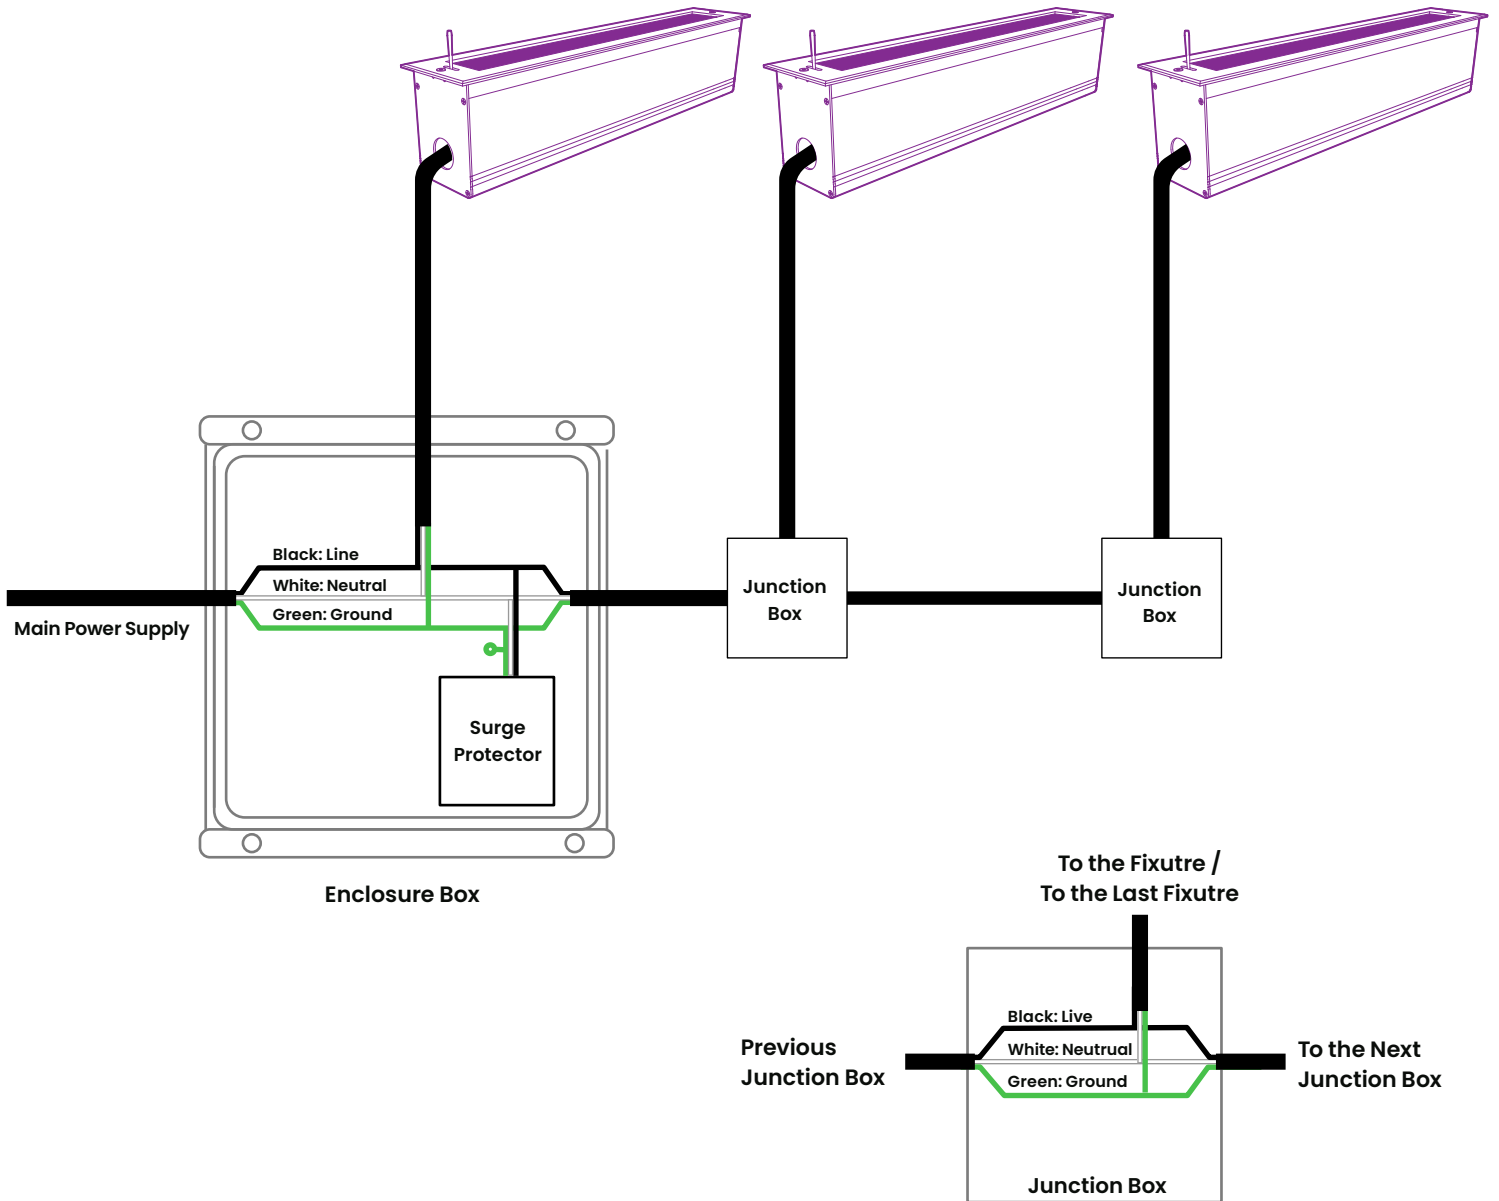 Black: Line
White: Neutral
Green: Ground
Main Power Supply
Surge
Protector
Enclosure Box
Junction
Box
Junction
Box
To the Fixutre /
To the Last Fixutre
Black: Live
White: Neutrual
Green: Ground
Previous
Junction Box
To the Next
Junction Box
Junction Box